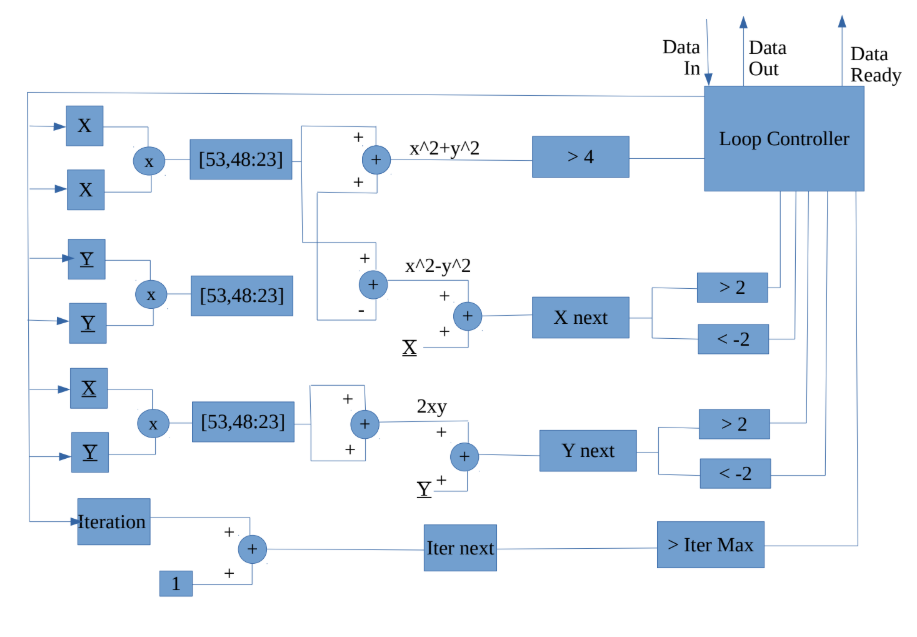 Data In
Data Out
Data Ready
Loop Controller
X
X
x
[53,48:23]
+
+
+
x^2+y^2
> 4
Y
Y
x
[53,48:23]
+
+
-
x^2-y^2
+
+
+
X
X next
> 2
< -2
X
Y
x
[53,48:23]
+
+
+
2xy
+
+
+
Y
Y next
> 2
< -2
Iteration
+
+
+
1
Iter next
> Iter Max